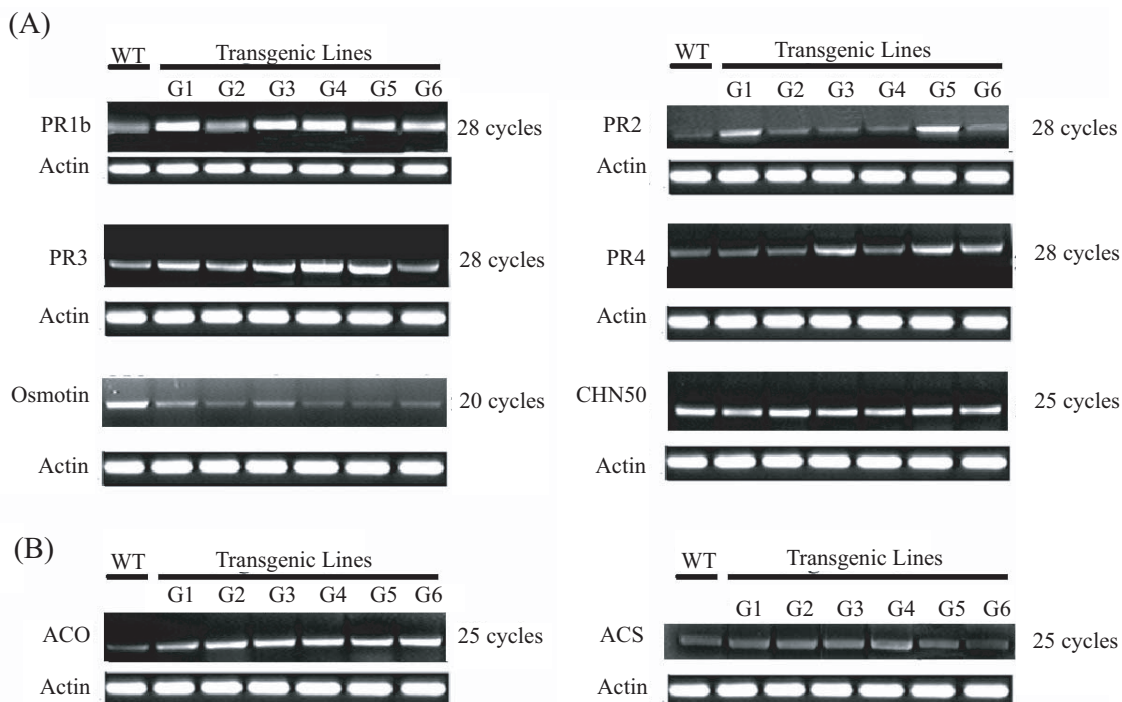 (A)
WT Transgenic Lines
G1 G2 G3 G4 G5 G6
PR1b 28 cycles
Actin
PR3 28 cycles
Actin
Osmotin 20 cycles
Actin
WT Transgenic Lines
G1 G2 G3 G4 G5 G6
PR2 28 cycles
Actin
PR4 28 cycles
Actin
CHN50 25 cycles
Actin
(B)
WT Transgenic Lines
G1 G2 G3 G4 G5 G6
ACO 25 cycles
Actin
WT Transgenic Lines
G1 G2 G3 G4 G5 G6
ACS 25 cycles
Actin